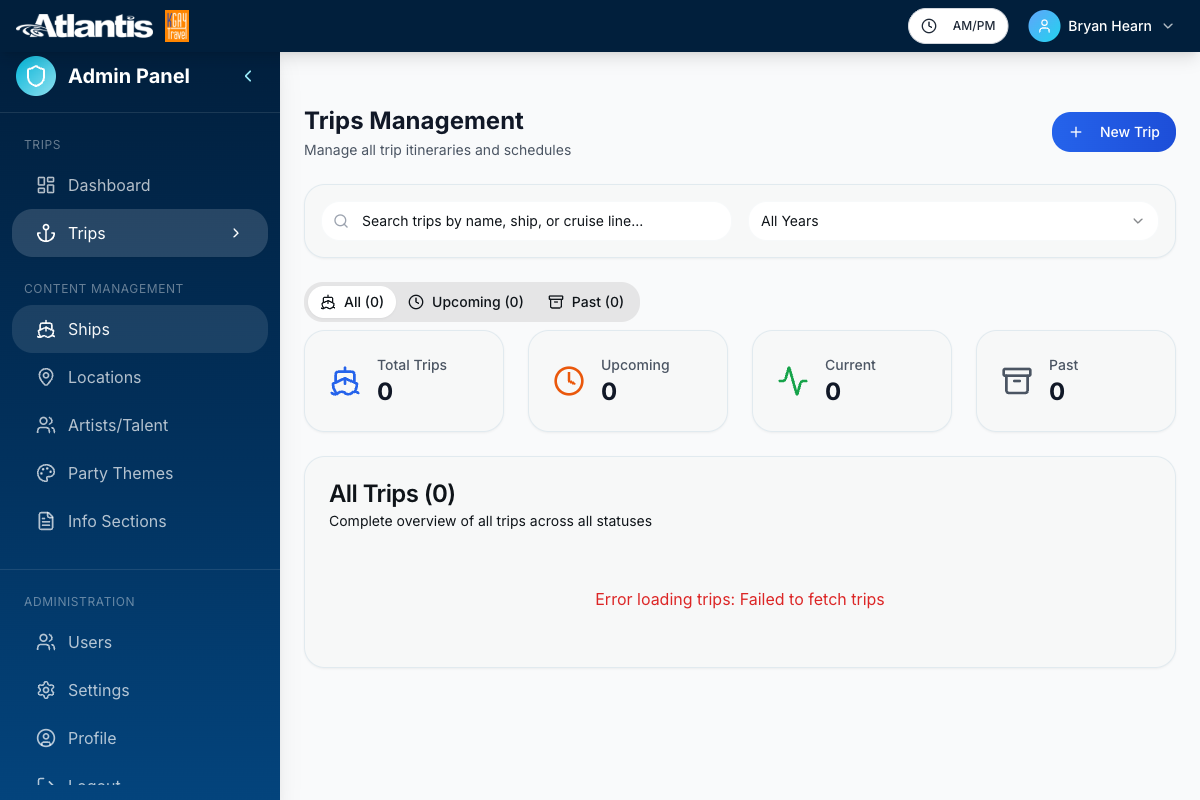 Atlantis
KGAY
Travel
AM/PM
Bryan Hearn
Admin Panel
TRIPS
Dashboard
Trips
CONTENT MANAGEMENT
Ships
Locations
Artists/Talent
Party Themes
Info Sections
ADMINISTRATION
Users
Settings
Profile
Logout
Trips Management
Manage all trip itineraries and schedules
New Trip
Search trips by name, ship, or cruise line...
All Years
All (0)
Upcoming (0)
Past (0)
Total Trips
0
Upcoming
0
Current
0
Past
0
All Trips (0)
Complete overview of all trips across all statuses
Error loading trips: Failed to fetch trips